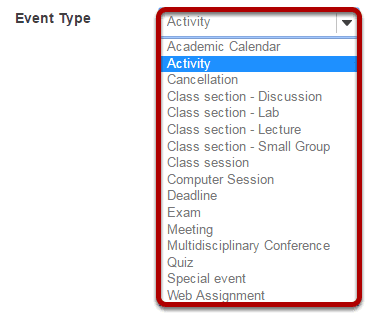 Event Type
Activity
Academic Calendar
Activity
Cancellation
Class section - Discussion
Class section - Lab
Class section - Lecture
Class section - Small Group
Class session
Computer Session
Deadline
Exam
Meeting
Multidisciplinary Conference
Quiz
Special event
Web Assignment